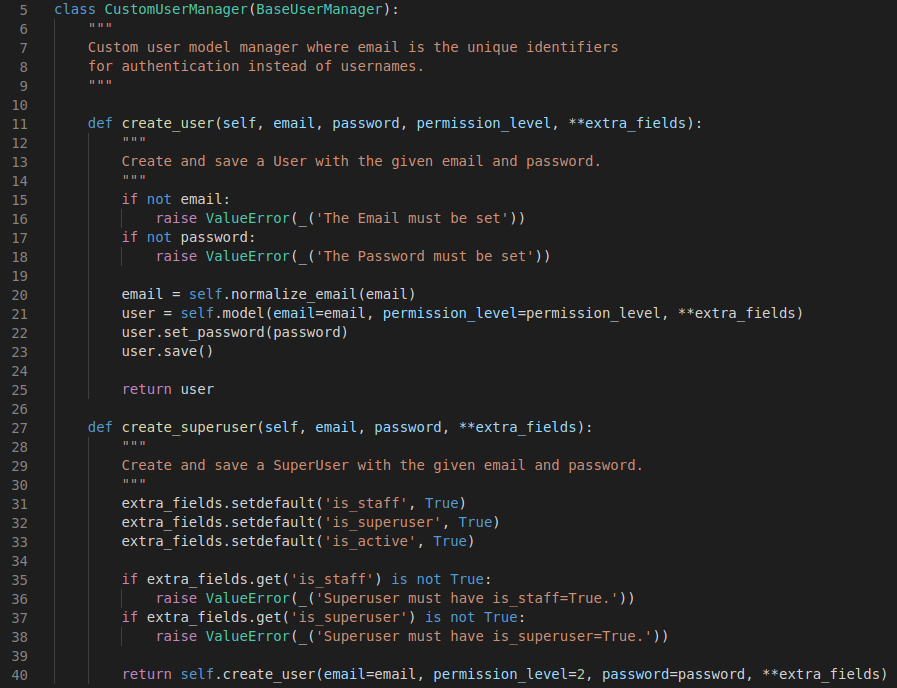 5 class CustomUserManager(BaseUserManager):
6     """
7     Custom user model manager where email is the unique identifiers
8     for authentication instead of usernames.
9     """
10
11     def create_user(self, email, password, permission_level, **extra_fields):
12         """
13         Create and save a User with the given email and password.
14         """
15         if not email:
16             raise ValueError(_('The Email must be set'))
17         if not password:
18             raise ValueError(_('The Password must be set'))
19
20         email = self.normalize_email(email)
21         user = self.model(email=email, permission_level=permission_level, **extra_fields)
22         user.set_password(password)
23         user.save()
24
25         return user
26
27     def create_superuser(self, email, password, **extra_fields):
28         """
29         Create and save a SuperUser with the given email and password.
30         """
31         extra_fields.setdefault('is_staff', True)
32         extra_fields.setdefault('is_superuser', True)
33         extra_fields.setdefault('is_active', True)
34
35         if extra_fields.get('is_staff') is not True:
36             raise ValueError(_('Superuser must have is_staff=True.'))
37         if extra_fields.get('is_superuser') is not True:
38             raise ValueError(_('Superuser must have is_superuser=True.'))
39
40         return self.create_user(email=email, permission_level=2, password=password, **extra_fields)